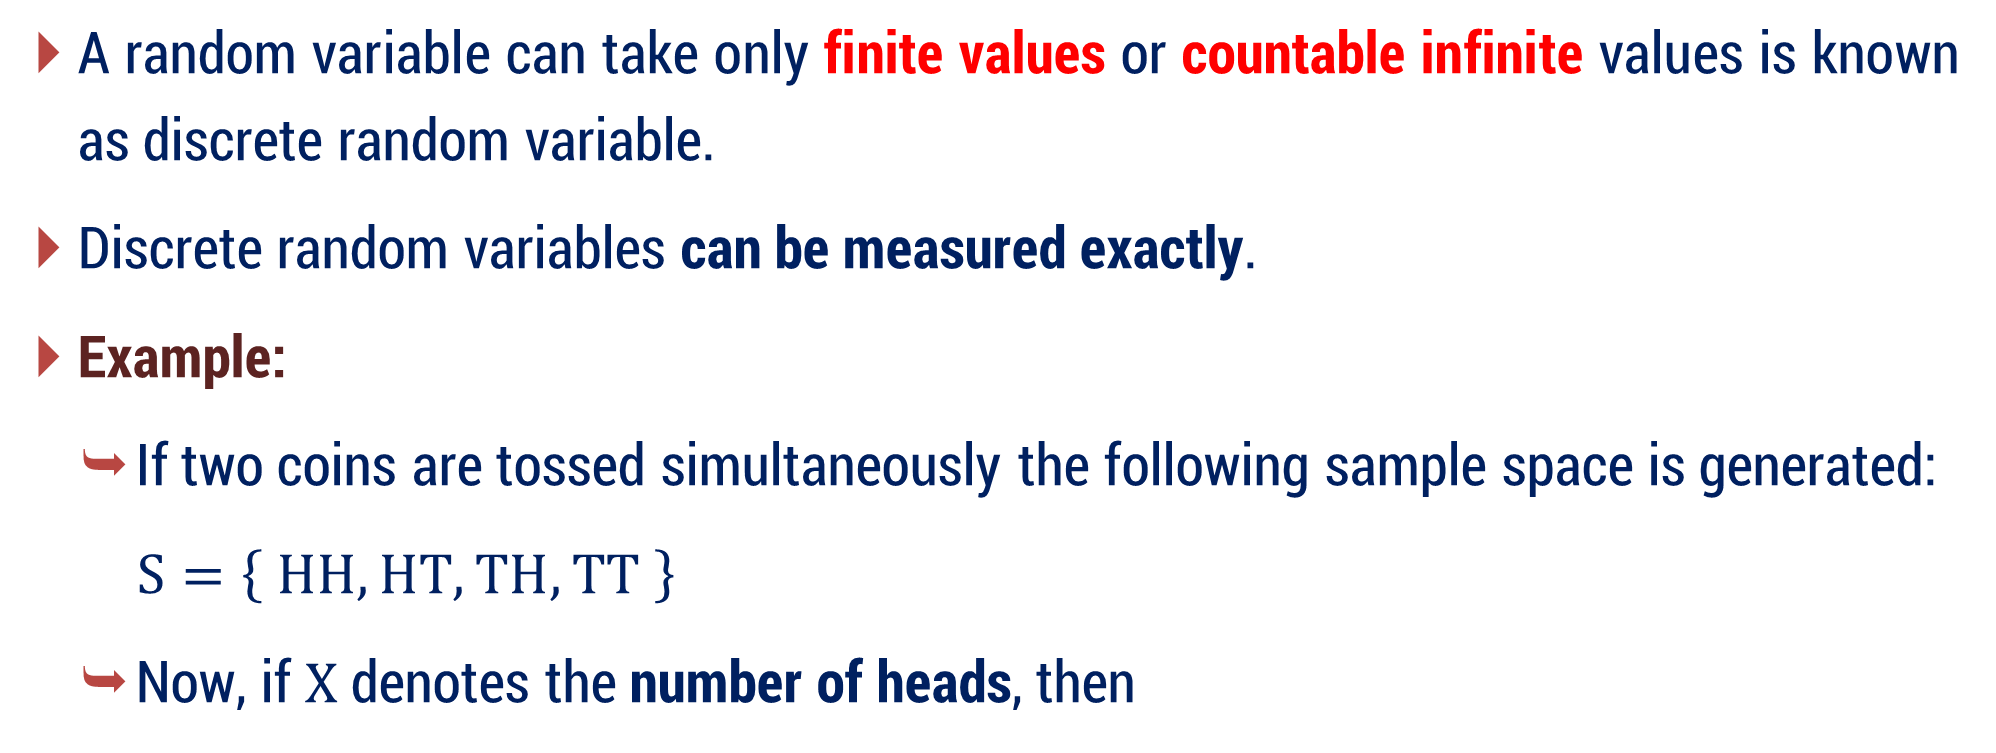 A random variable can take only finite values or countable infinite values is known
as discrete random variable.
Discrete random variables can be measured exactly.
Example:
If two coins are tossed simultaneously the following sample space is generated:
S = { HH, HT, TH, TT }
Now, if X denotes the number of heads, then